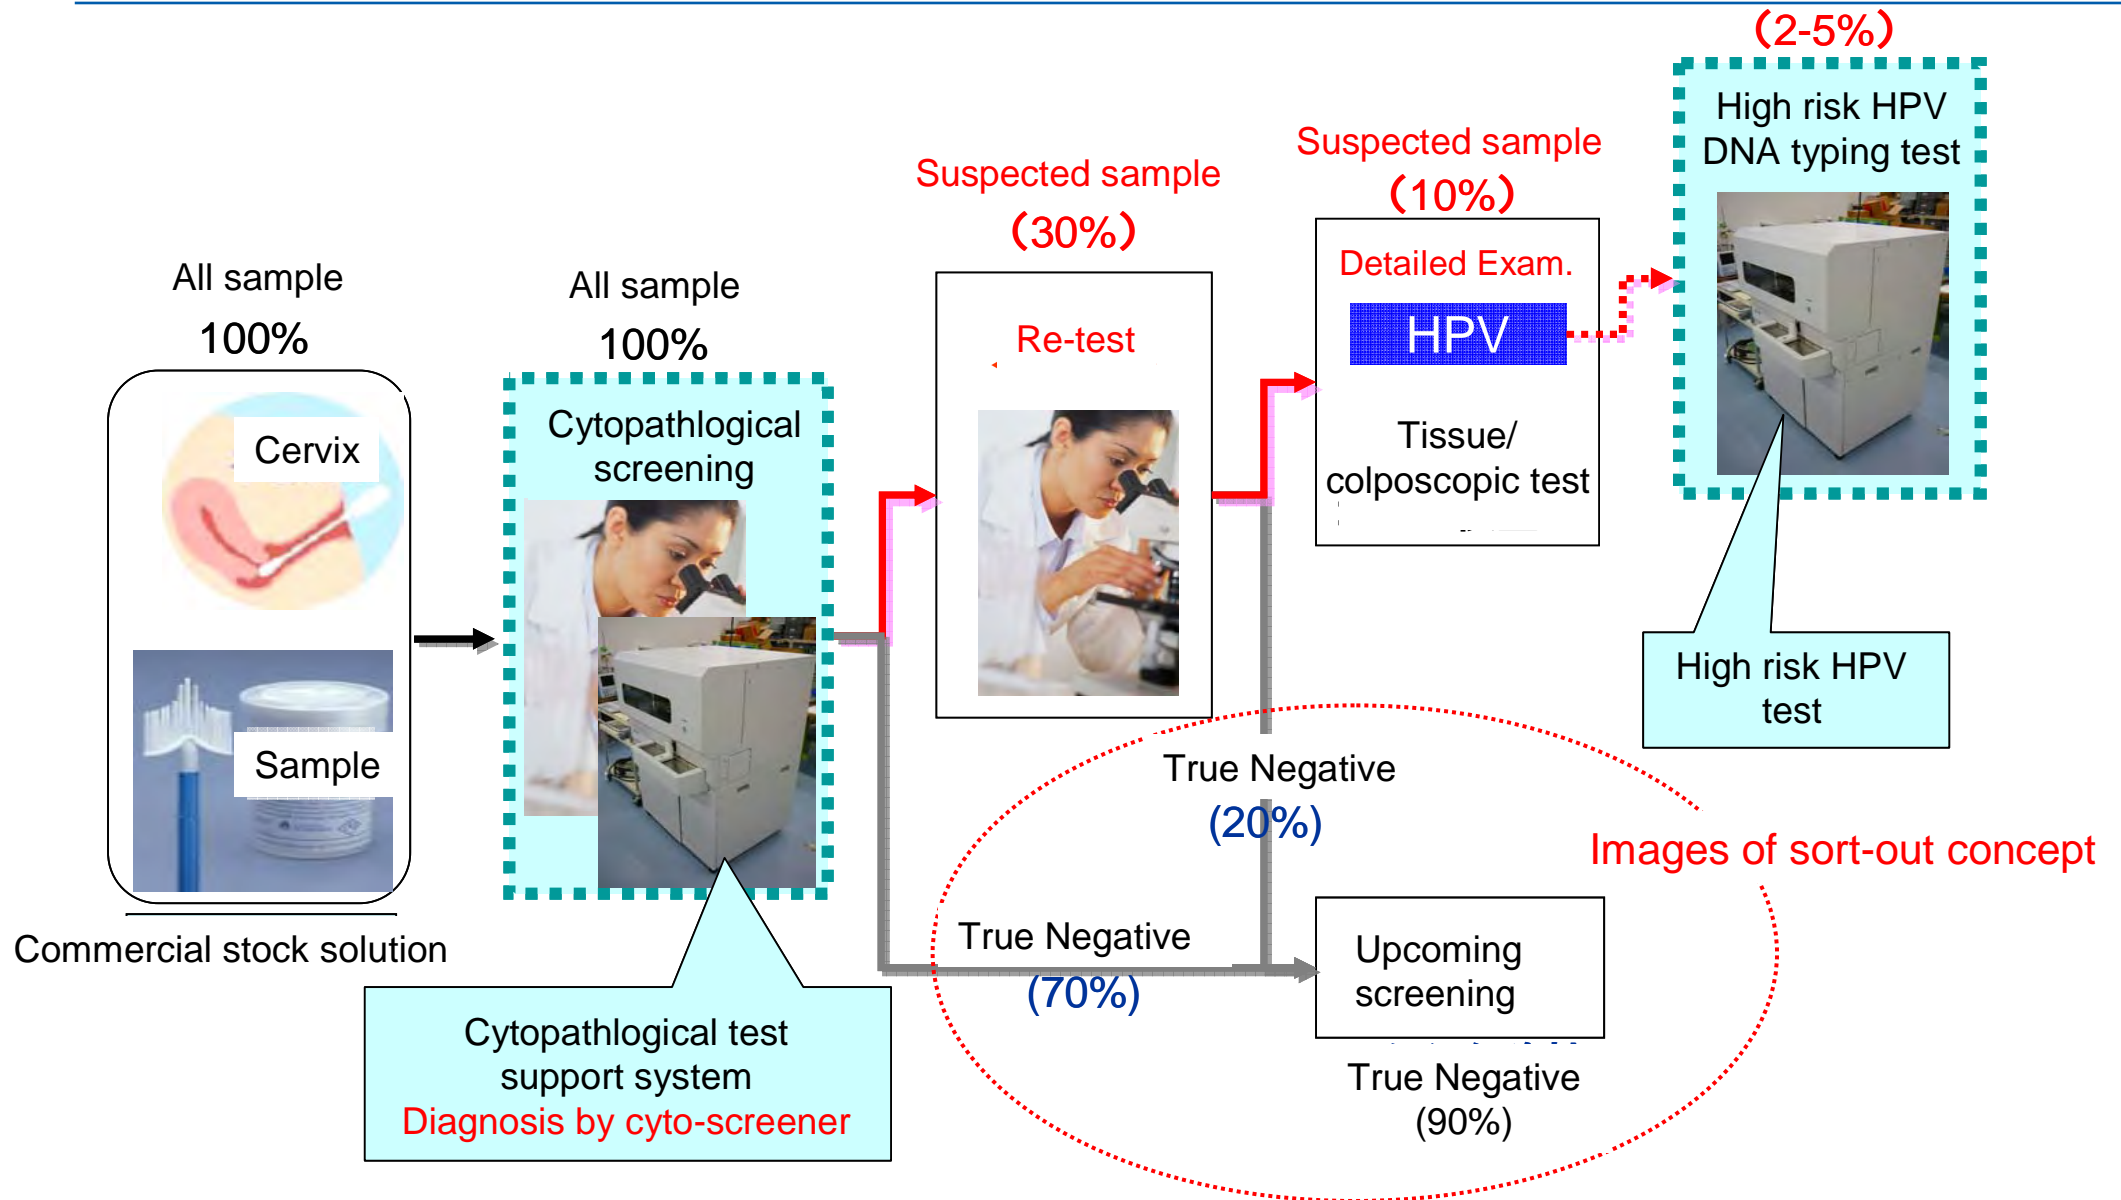 (2-5%)
High risk HPV
DNA typing test
Suspected sample
(10%)
Suspected sample
(30%)
Detailed Exam.
HPV
Tissue/
colposcopic test
Re-test
All sample
100%
All sample
100%
Cervix
Sample
Commercial stock solution
Cytopathlogical
screening
High risk HPV
test
True Negative
(20%)
Images of sort-out concept
True Negative
(70%)
Upcoming
screening
True Negative
(90%)
Cytopathlogical test
support system
Diagnosis by cyto-screener